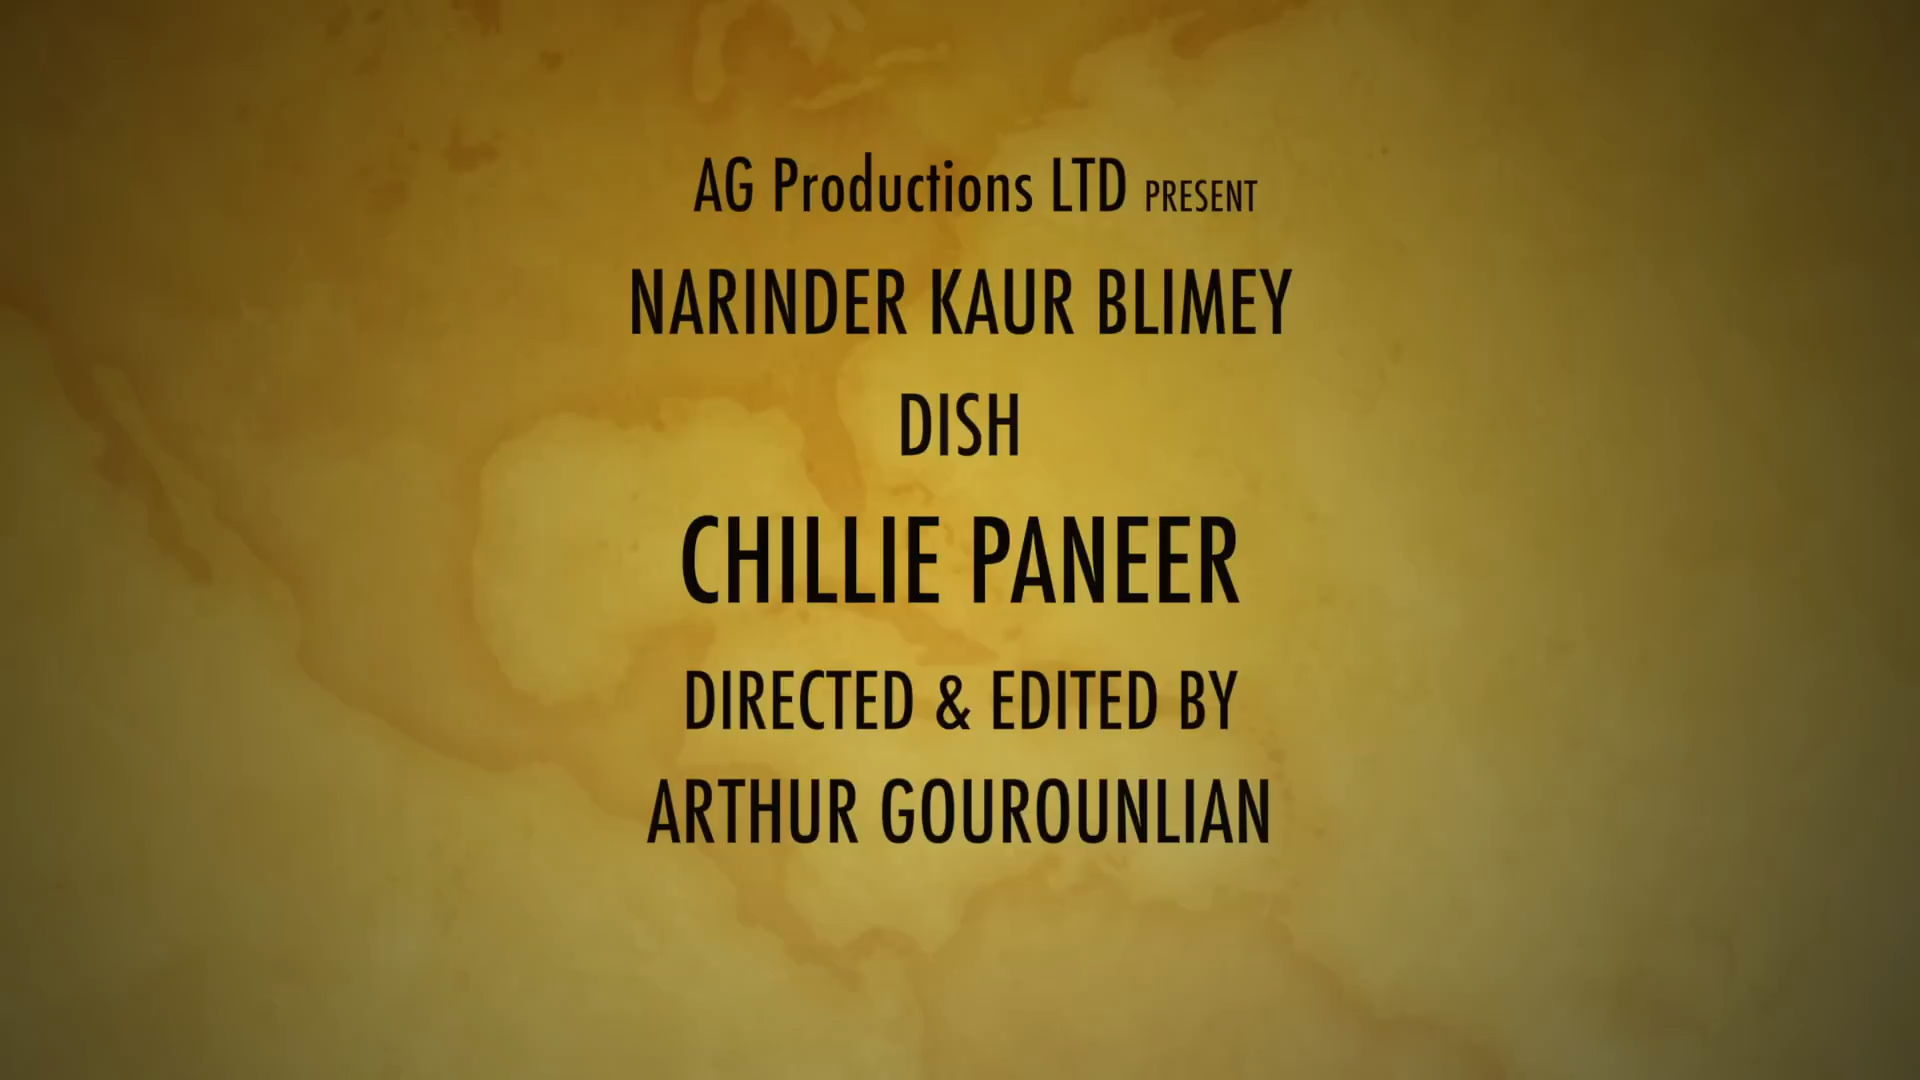 AG Productions LTD PRESENT
NARINDER KAUR BLIMEY
DISH
CHILLIE PANEER
DIRECTED & EDITED BY
ARTHUR GOUROUNLIAN